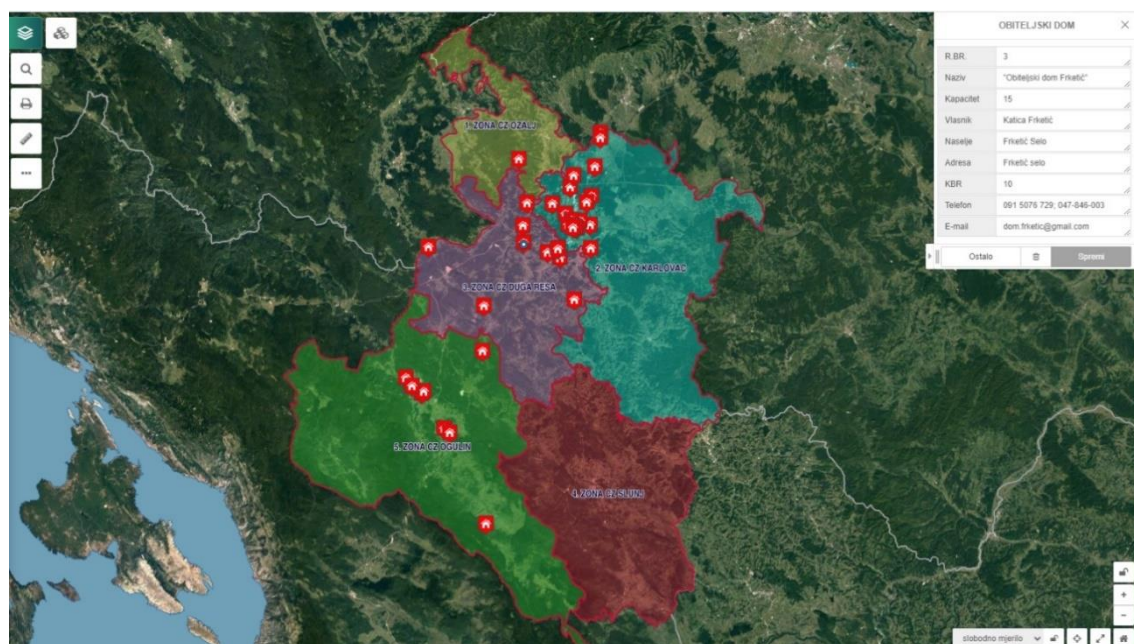 OBITELJSKI DOM
R.BR. 3
Naziv "Obiteljski dom Frketić"
Kapacitet 15
Vlasnik Katica Frketić
Naselje Frketić Selo
Adresa Frketić selo
KBR 10
Telefon 091 5076 729; 047-846-003
E-mail dom.frketic@gmail.com
Ostalo Spremi
1. ZONA CZ OZALJ
2. ZONA CZ KARLOVAC
3. ZONA CZ DUGA RESA
5. ZONA CZ OGULIN
4. ZONA CZ SLUNJ
slobodno mjerilo